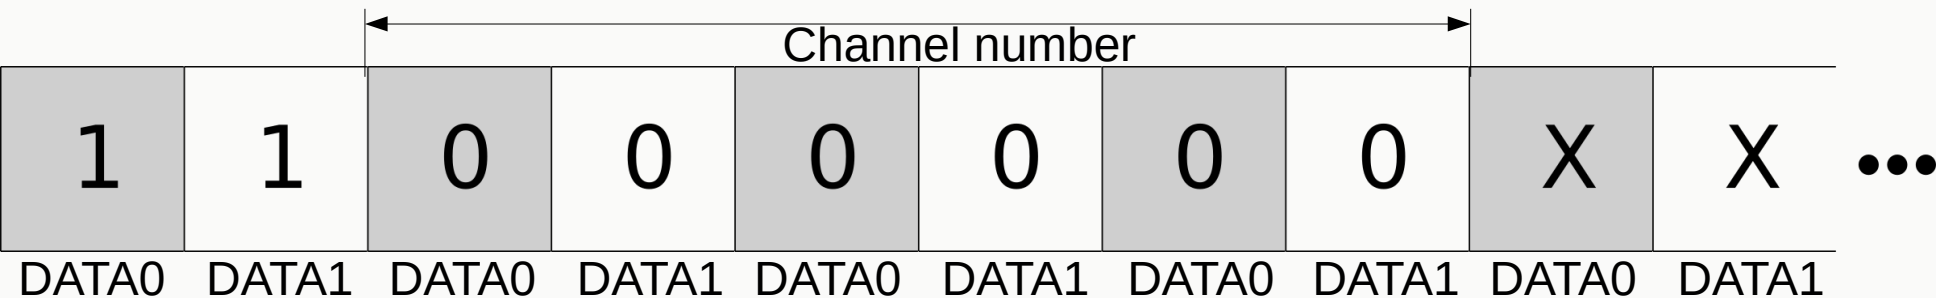 Channel number
1 1 0 0 0 0 0 0 X X •••
DATA0 DATA1 DATA0 DATA1 DATA0 DATA1 DATA0 DATA1 DATA0 DATA1